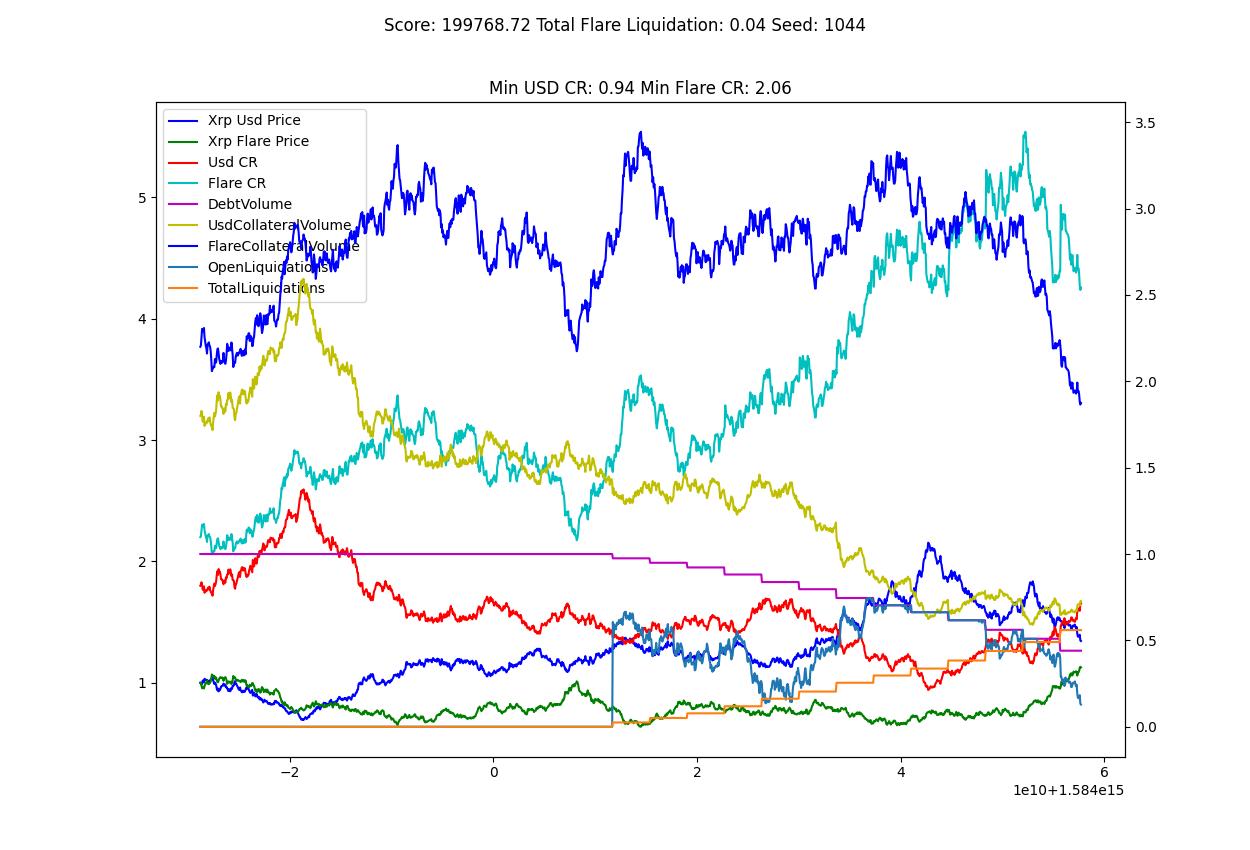 Score: 199768.72 Total Flare Liquidation: 0.04 Seed: 1044
Min USD CR: 0.94 Min Flare CR: 2.06
Xrp Usd Price
Xrp Flare Price
Usd CR
Flare CR
DebtVolume
UsdCollateralVolume
FlareCollateralVolume
OpenLiquidations
TotalLiquidations
5
4
3
2
1
3.5
3.0
2.5
2.0
1.5
1.0
0.5
0.0
−2
0
2
4
6
1e10+1.584e15